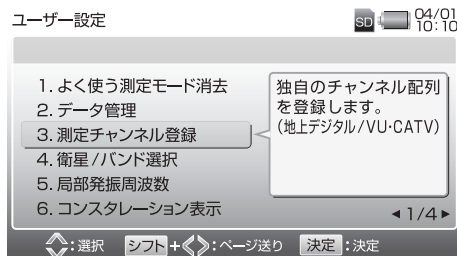 ユーザー設定
SD 04/01
10:10
1. よく使う測定モード消去
2. データ管理
3. 測定チャンネル登録
4. 衛星/バンド選択
5. 局部発振周波数
6. コンスタレーション表示
独自のチャンネル配列
を登録します。
(地上デジタル/VU·CATV)
◂1/4▸
:選択 シフト+:ページ送り 決定:決定